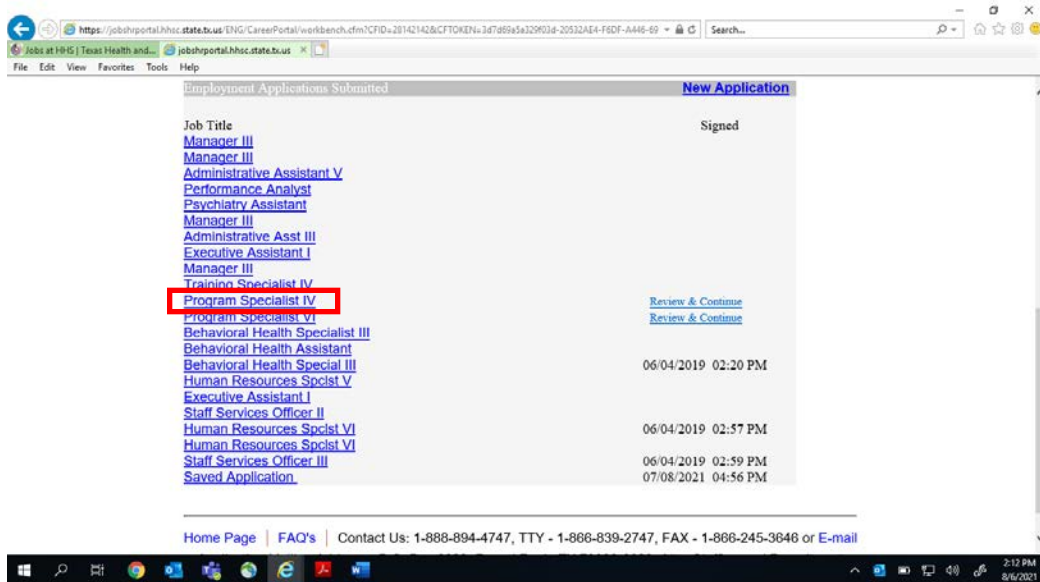 https://jobshrportal.hhsc.state.tx.us/ENG/CareerPortal/workbench.cfm?CFID=28142142&CFTOKEN=3d7d69a5a329f03d-20532AE4-F6DF-A446-69 Search...
Jobs at HHS | Texas Health and... jobshrportal.hhsc.state.tx.us
File Edit View Favorites Tools Help
Employment Applications Submitted New Application
Job Title Signed
Manager III
Manager III
Administrative Assistant V
Performance Analyst
Psychiatry Assistant
Manager III
Administrative Asst III
Executive Assistant I
Manager III
Training Specialist IV
Program Specialist IV Review & Continue
Program Specialist VI Review & Continue
Behavioral Health Specialist III
Behavioral Health Assistant
Behavioral Health Special III 06/04/2019 02:20 PM
Human Resources Spclst V
Executive Assistant I
Staff Services Officer II
Human Resources Spclst VI 06/04/2019 02:57 PM
Human Resources Spclst VI
Staff Services Officer III 06/04/2019 02:59 PM
Saved Application 07/08/2021 04:56 PM
Home Page | FAQ's | Contact Us: 1-888-894-4747, TTY - 1-866-839-2747, FAX - 1-866-245-3646 or E-mail
2:12 PM
8/6/2021